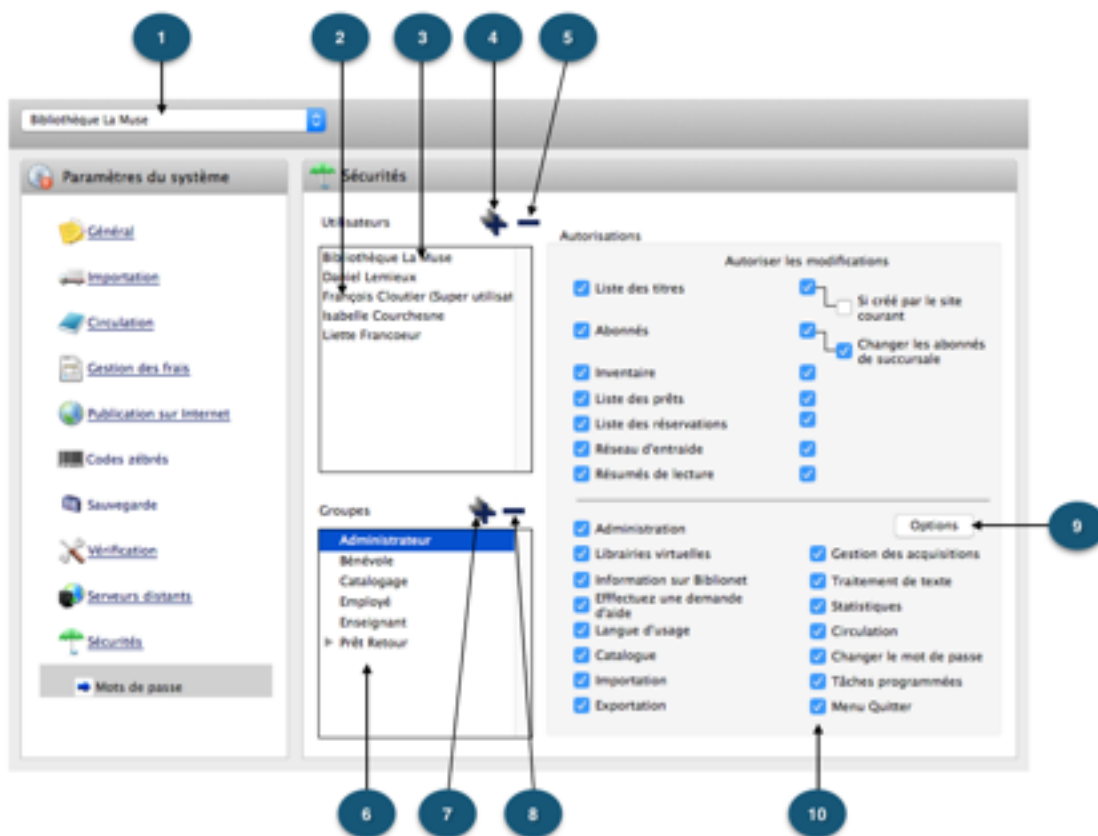 1
2
3
4
5
Bibliothèque La Muse
Paramètres du système
Général
Importation
Circulation
Gestion des frais
Publication sur Internet
Codes zébrés
Sauvegarde
Vérification
Serveurs distants
Sécurités
Mots de passe
Sécurités
Utilisateurs
Bibliothèque La Muse
Daniel Lemieux
François Cloutier (Super utilisat
Isabelle Courchesne
Liette Francoeur
Groupes
Administrateur
Bénévole
Catalogage
Employé
Enseignant
Prêt Retour
Autorisations
Autoriser les modifications
Liste des titres
Si créé par le site
courant
Abonnés
Changer les abonnés
de succursale
Inventaire
Liste des prêts
Liste des réservations
Réseau d'entraide
Résumés de lecture
Options
9
Administration
Librairies virtuelles
Information sur Biblionet
Efffectuez une demande
d'aide
Langue d'usage
Catalogue
Importation
Exportation
Gestion des acquisitions
Traitement de texte
Statistiques
Circulation
Changer le mot de passe
Tâches programmées
Menu Quitter
6
7
8
10